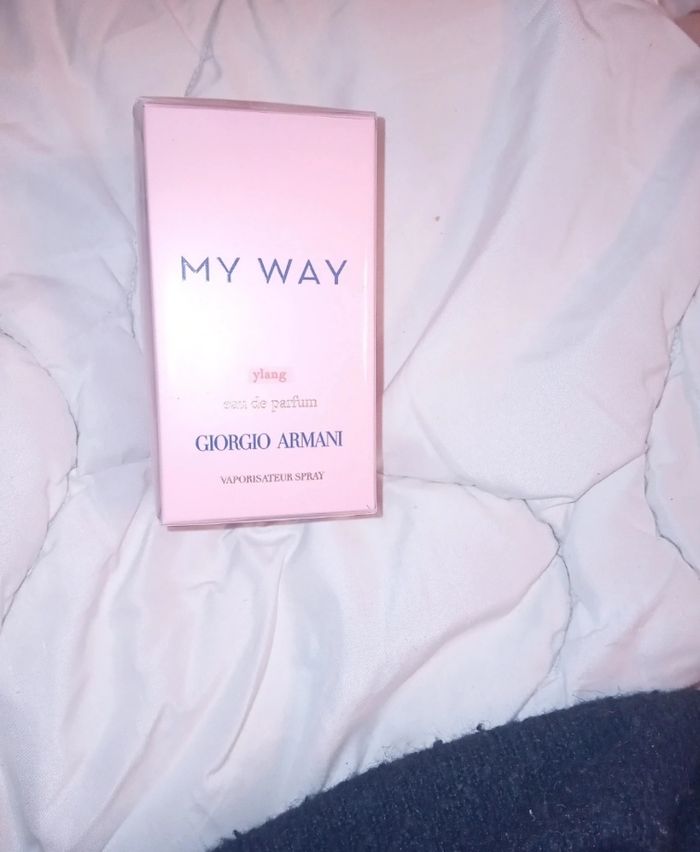 MY WAY
ylang
eau de parfum
GIORGIO ARMANI
VAPORISATEUR SPRAY